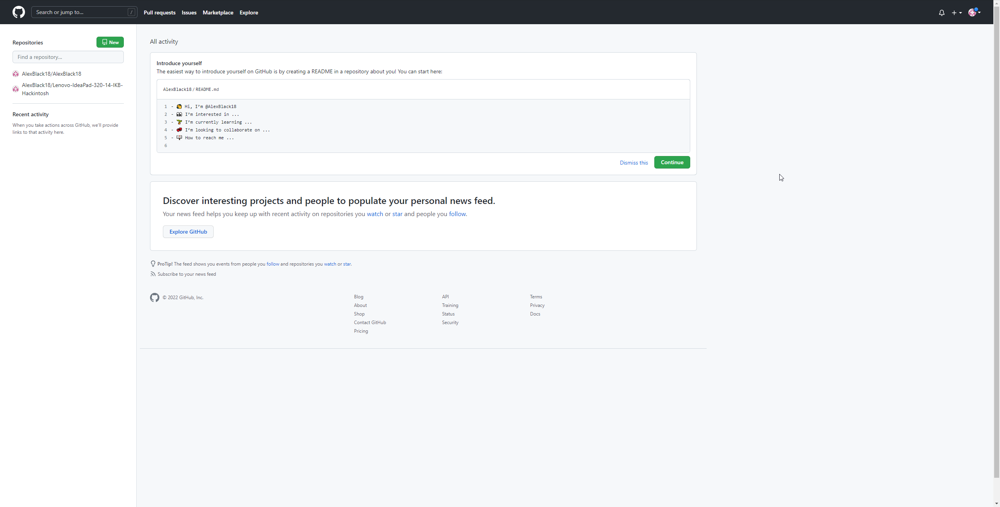 Search or jump to... /
Pull requests Issues Marketplace Explore
Repositories
New
Find a repository...
AlexBlack18/AlexBlack18
AlexBlack18/Lenovo-IdeaPad-320-14-IKB-
Hackintosh
Recent activity
When you take actions across GitHub, we'll provide
links to that activity here.
All activity
Introduce yourself
The easiest way to introduce yourself on GitHub is by creating a README in a repository about you! You can start here:
AlexBlack18/README.md
1 - 👋 Hi, I’m @AlexBlack18
2 - 👀 I’m interested in ...
3 - 🌱 I’m currently learning ...
4 - 💞️ I’m looking to collaborate on ...
5 - 📫 How to reach me ...
6
Dismiss this Continue
Discover interesting projects and people to populate your personal news feed.
Your news feed helps you keep up with recent activity on repositories you watch or star and people you follow.
Explore GitHub
ProTip! The feed shows you events from people you follow and repositories you watch or star.
Subscribe to your news feed
© 2022 GitHub, Inc.
Blog
About
Shop
Contact GitHub
Pricing
API
Training
Status
Security
Terms
Privacy
Docs